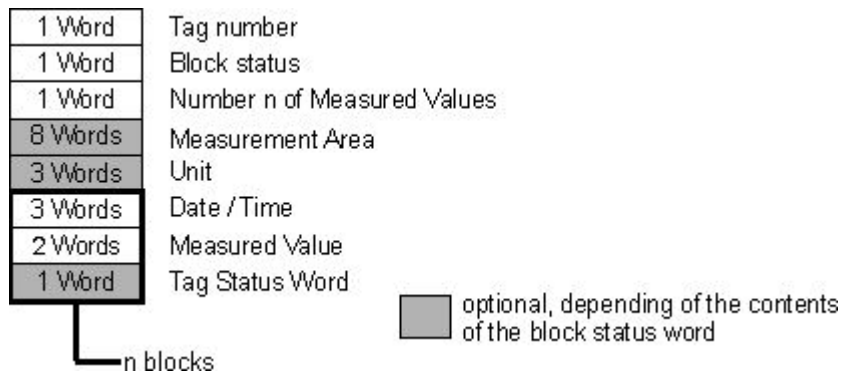 1 Word Tag number
1 Word Block status
1 Word Number n of Measured Values
8 Words Measurement Area
3 Words Unit
3 Words Date / Time
2 Words Measured Value
1 Word Tag Status Word
optional, depending of the contents
of the block status word
n blocks